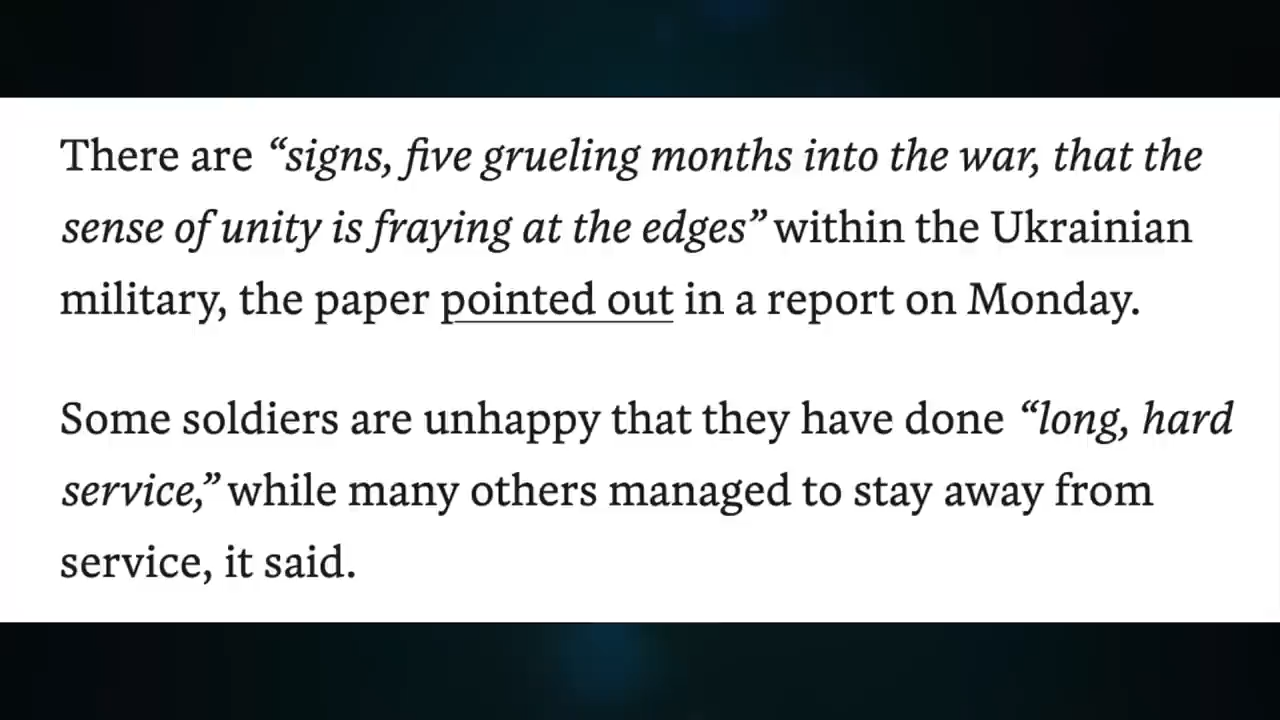 There are “signs, five grueling months into the war, that the
sense of unity is fraying at the edges” within the Ukrainian
military, the paper pointed out in a report on Monday.
Some soldiers are unhappy that they have done “long, hard
service,” while many others managed to stay away from
service, it said.